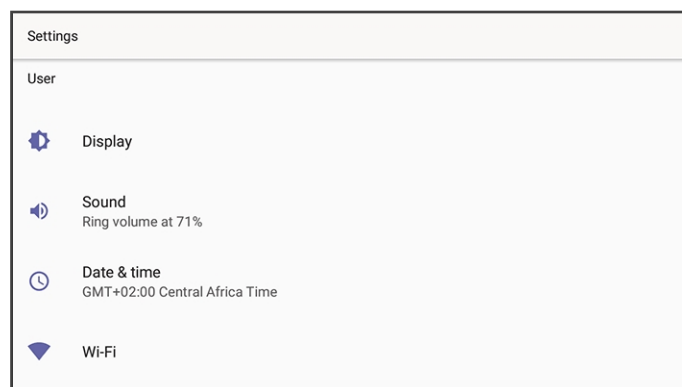 Settings
User
Display
Sound
Ring volume at 71%
Date & time
GMT+02:00 Central Africa Time
Wi-Fi